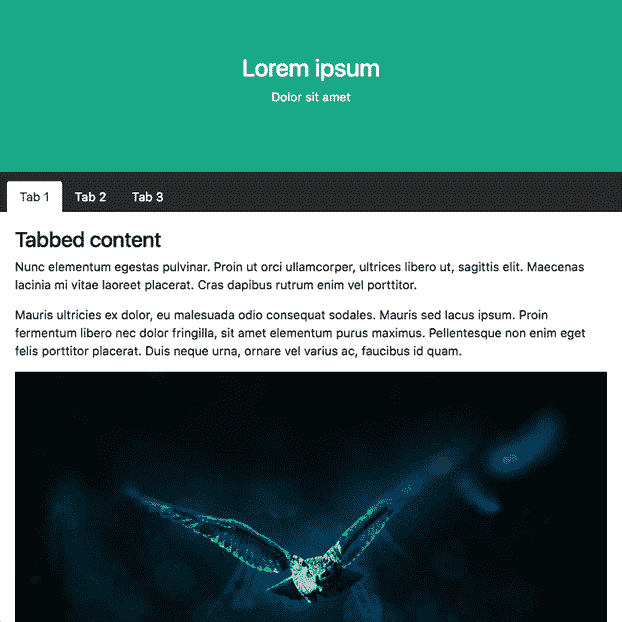 Lorem ipsum
Dolor sit amet
Tab 1 Tab 2 Tab 3
Tabbed content
Nunc elementum egestas pulvinar. Proin ut orci ullamcorper, ultrices libero ut, sagittis elit. Maecenas
lacinia mi vitae laoreet placerat. Cras dapibus rutrum enim vel porttitor.
Mauris ultricies ex dolor, eu malesuada odio consequat sodales. Mauris sed lacus ipsum. Proin
fermentum libero nec dolor fringilla, sit amet elementum purus maximus. Pellentesque non enim eget
felis porttitor placerat. Duis neque urna, ornare vel varius ac, faucibus id quam.